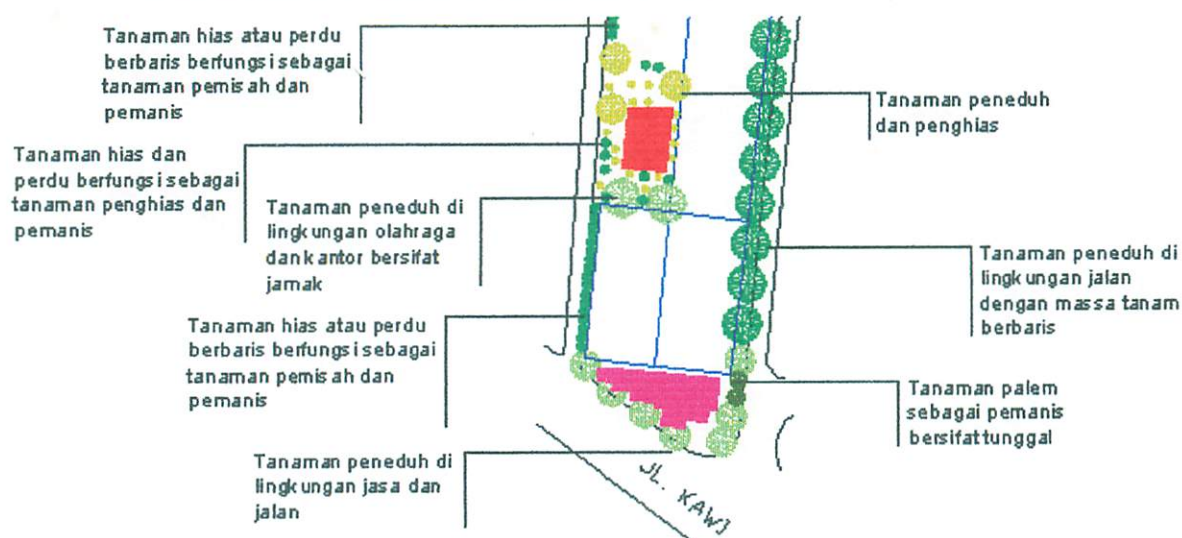 Tanaman hias atau perdu
berbaris berfungsi sebagai
tanaman pemisah dan
pemanis
Tanaman peneduh
dan penghias
Tanaman hias dan
perdu berfungsi sebagai
tanaman penghias dan
pemanis
Tanaman peneduh di
lingkungan olahraga
dan kantor bersifat
jamak
Tanaman peneduh di
lingkungan jalan
dengan massa tanam
berbaris
Tanaman hias atau perdu
berbaris berfungsi sebagai
tanaman pemisah dan
pemanis
Tanaman palem
sebagai pemanis
bersifat tunggal
Tanaman peneduh di
lingkungan jasa dan
jalan
JL. KAWI